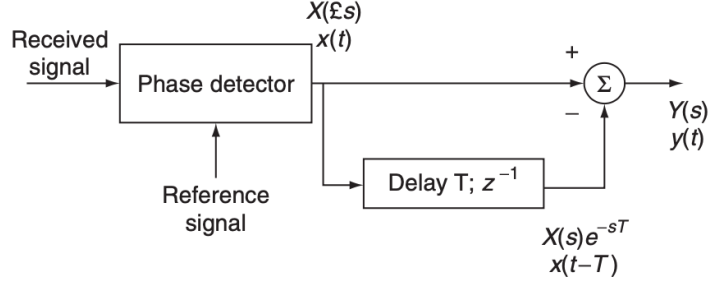 X(£s)
x(t)
Received
signal
Phase detector
+
Σ
−
Y(s)
y(t)
Delay T; z⁻¹
Reference
signal
X(s)e⁻ˢᵀ
x(t−T)